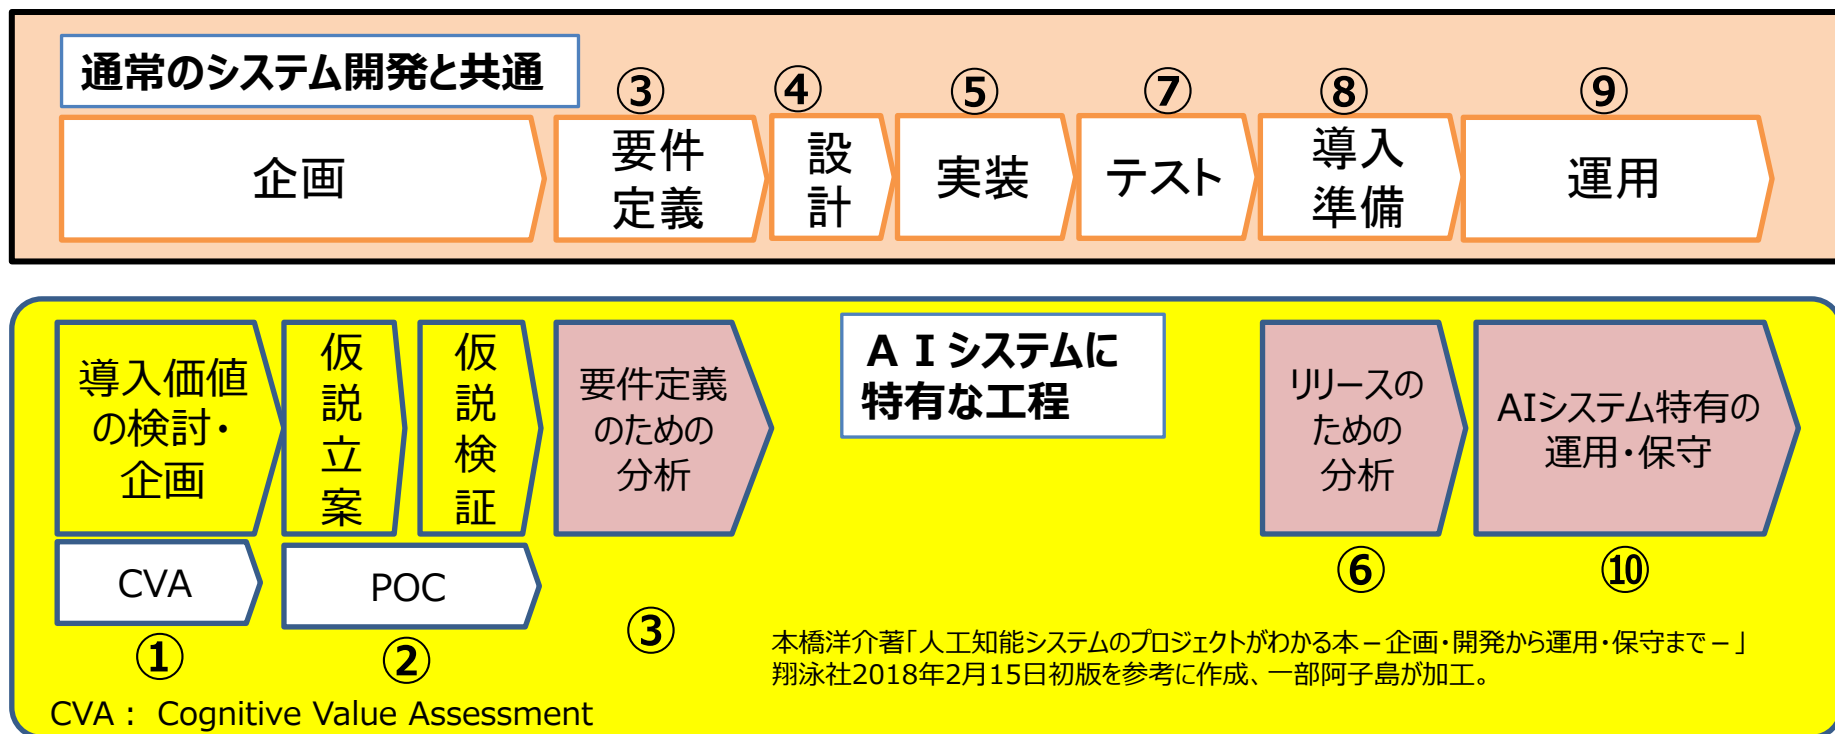 通常のシステム開発と共通
③
④
⑤
⑦
⑧
⑨
企画
要件
定義
設
計
実装
テスト
導入
準備
運用
導入価値
の検討・
企画
仮
説
立
案
仮
説
検
証
要件定義
のための
分析
ＡＩシステムに
特有な工程
リリースの
ための
分析
AIシステム特有の
運用・保守
CVA
POC
①
②
③
⑥
⑩
本橋洋介著「人工知能システムのプロジェクトがわかる本－企画・開発から運用・保守まで－」
翔泳社2018年2月15日初版を参考に作成、一部阿子島が加工。
CVA： Cognitive Value Assessment